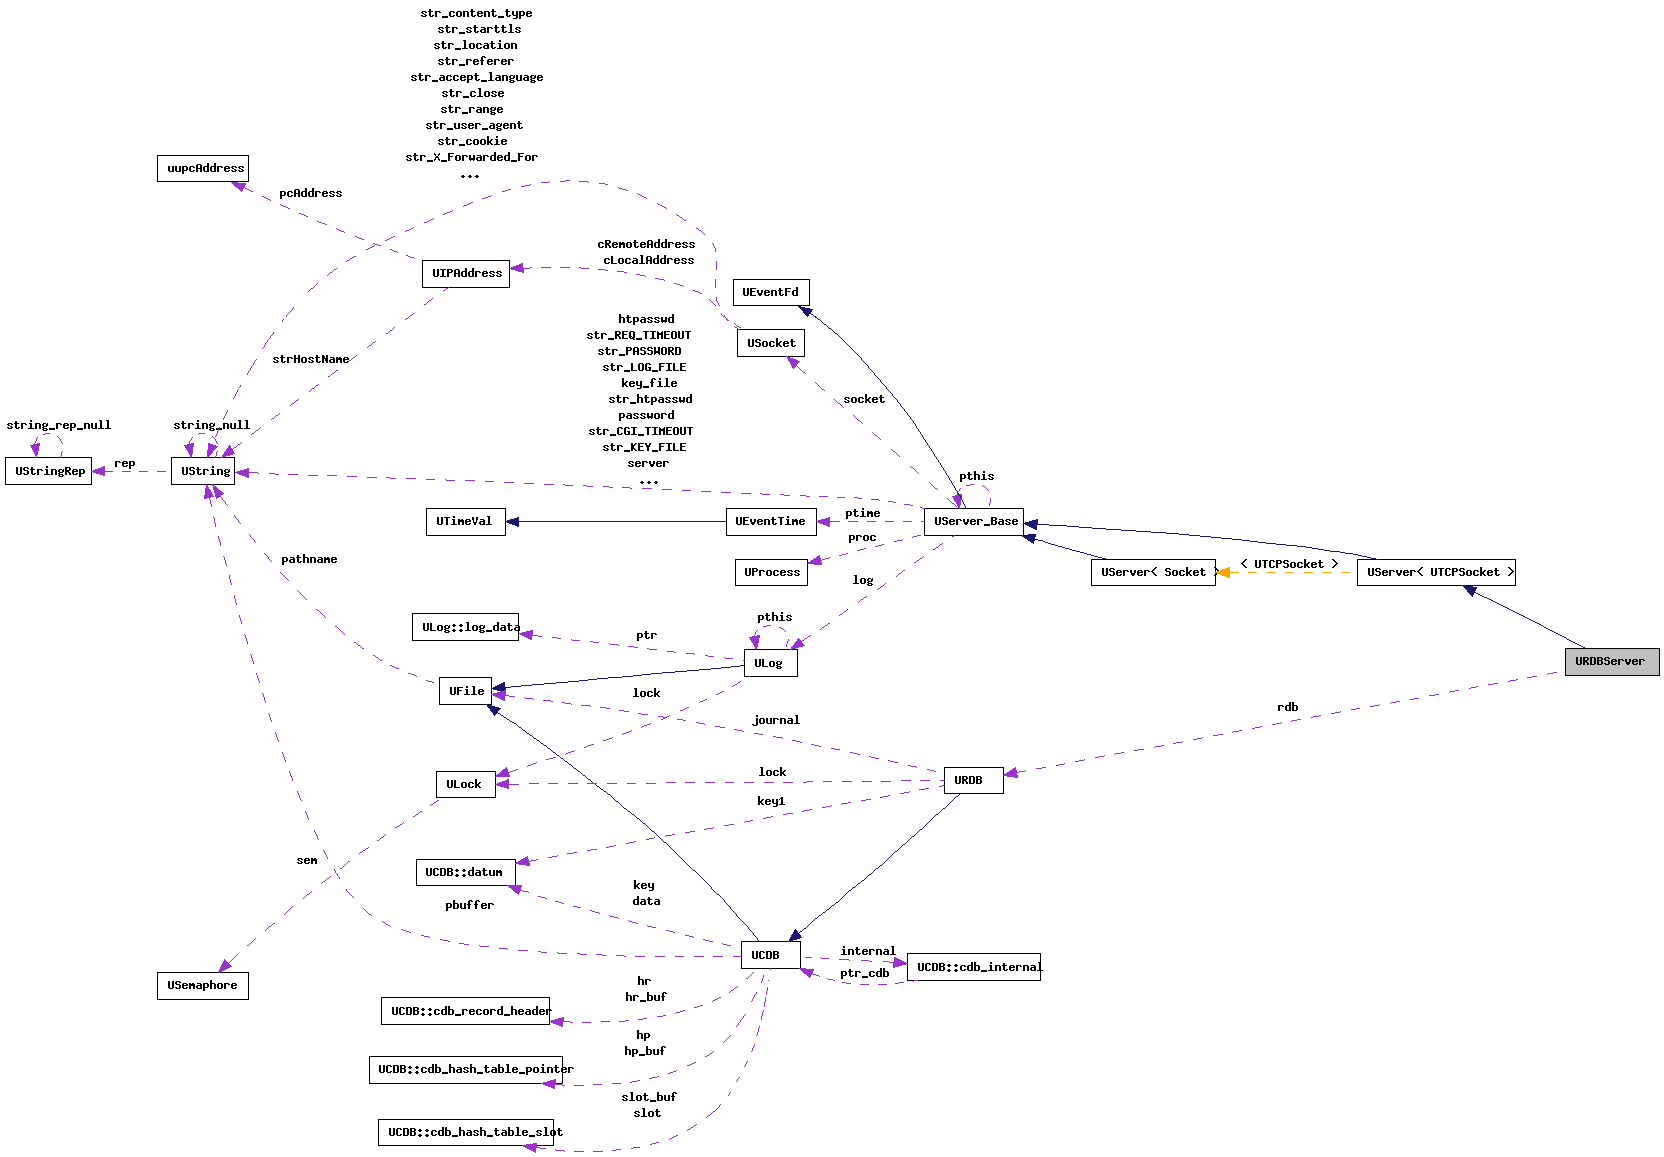 str_content_type
str_starttls
str_location
str_referer
str_accept_language
str_close
str_range
str_user_agent
str_cookie
str_X_Forwarded_For
...
uupcAddress
pcAddress
cRemoteAddress
cLocalAddress
UIPAddress
UEventFd
htpasswd
str_REQ_TIMEOUT
str_PASSWORD
str_LOG_FILE
key_file
str_htpasswd
password
str_CGI_TIMEOUT
str_KEY_FILE
server
...
USocket
strHostName
socket
string_rep_null
string_null
UStringRep
rep
UString
pthis
UTimeVal
UEventTime
ptime
UServer_Base
proc
pathname
UProcess
log
UServer< Socket >
< UTCPSocket >
UServer< UTCPSocket >
ULog::log_data
ptr
pthis
ULog
URDBServer
UFile
lock
journal
rdb
ULock
lock
URDB
key1
sem
UCDB::datum
key
data
pbuffer
UCDB
internal
ptr_cdb
UCDB::cdb_internal
USemaphore
hr
hr_buf
UCDB::cdb_record_header
hp
hp_buf
UCDB::cdb_hash_table_pointer
slot_buf
slot
UCDB::cdb_hash_table_slot